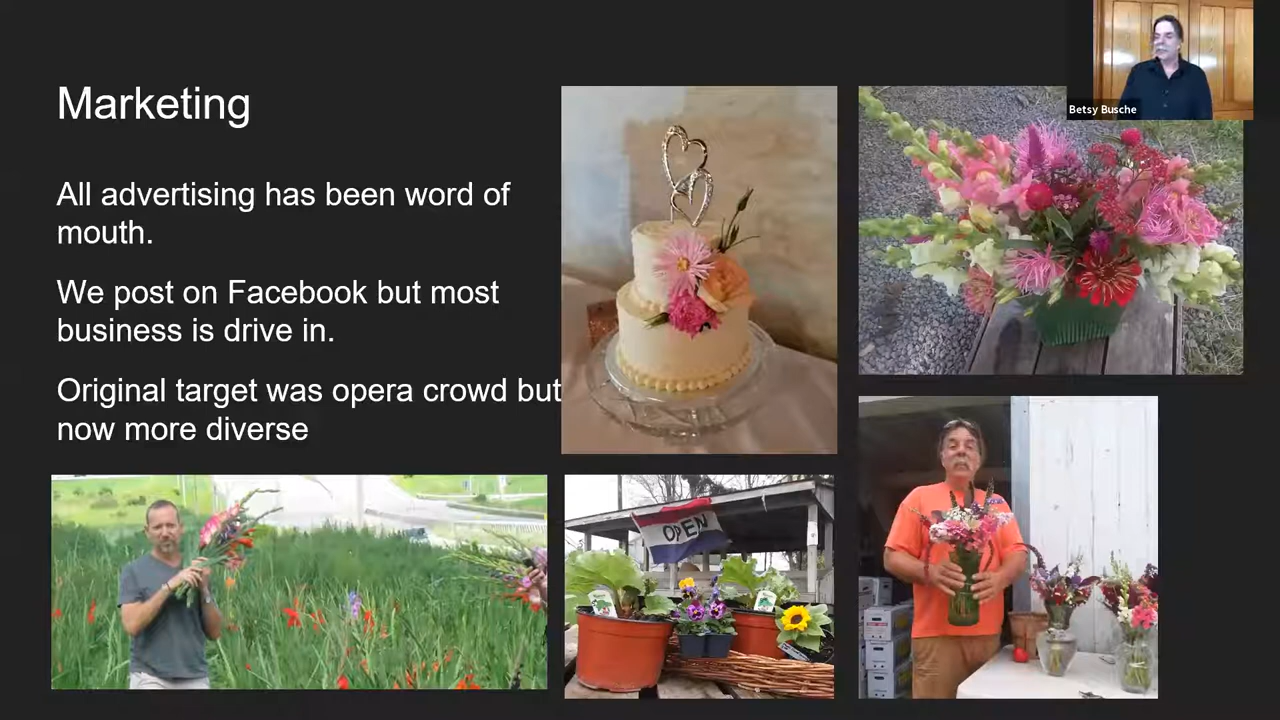 Betsy Busche
Marketing
All advertising has been word of
mouth.
We post on Facebook but most
business is drive in.
Original target was opera crowd but
now more diverse
OPEN